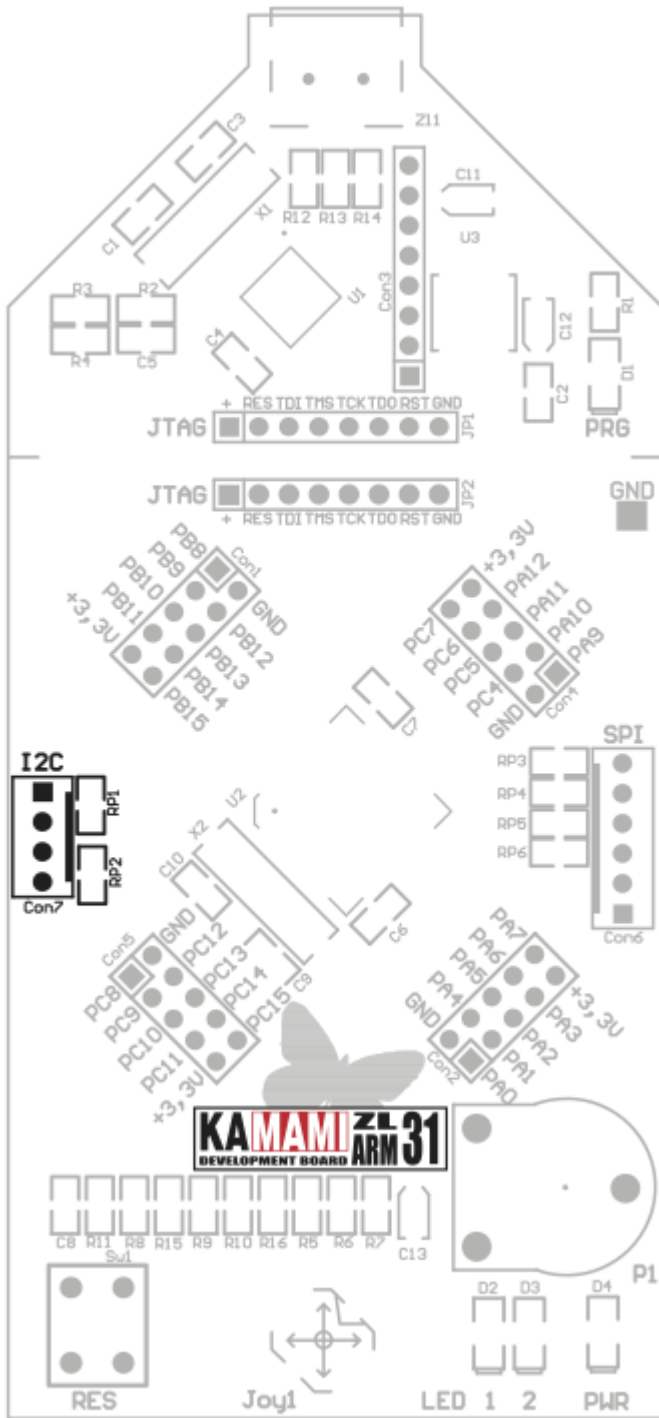 C3
Z11
C11
C1
X1
R12 R13 R14
U3
R3 R2
U1
Con3
C12
R1
R4 C5
C4
C2
D1
+ RES TDI TMS TCK TDO RST GND
JTAG
JP1
PRG
JTAG
JP2
GND
+ RES TDI TMS TCK TDO RST GND
PB8
Con1
PB9
PB10
PB11
+3,3V
GND
PB12
PB13
PB14
PB15
+3,3V
PA12
PA11
PA10
PA9
PC7
PC6
PC5
PC4
GND
Con4
C7
I2C
SPI
RP1
RP2
Con7
RP3
RP4
RP5
RP6
Con6
U2
X2
C10
C6
C9
Con5
GND
PC12
PC13
PC14
PC15
PC8
PC9
PC10
PC11
+3,3V
PA7
PA6
PA5
PA4
GND
Con2
+3,3V
PA3
PA2
PA1
PA0
KAMAMI ZL
DEVELOPMENT BOARD ARM 31
C8 R11 R8 R15 R9 R10 R16 R5 R6 R7 C13
Sw1
P1
D2 D3 D4
RES Joy1 LED 1 2 PWR